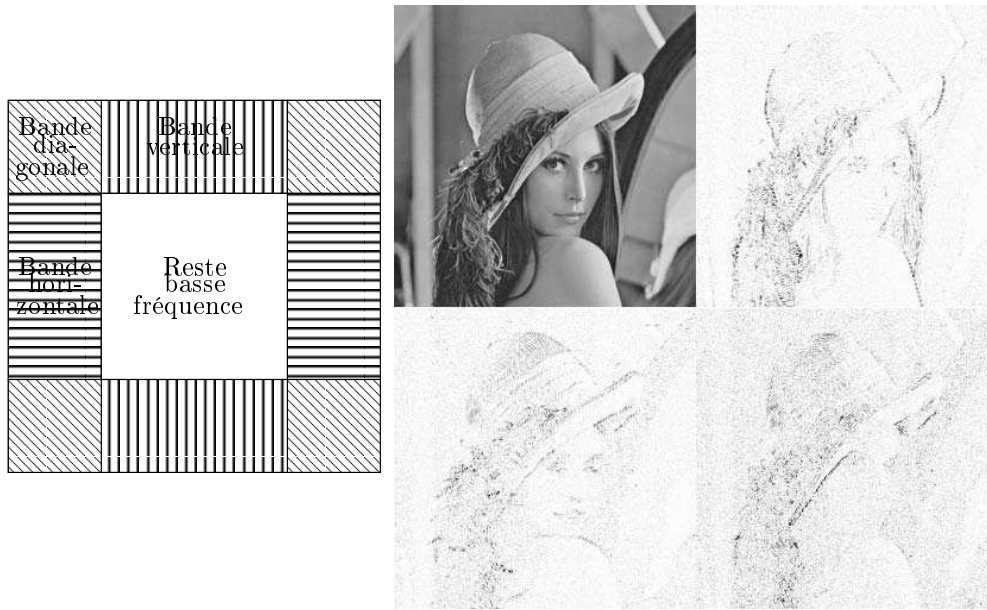 Bande
dia-
gonale
Bande
verticale
Bande
hori-
zontale
Reste
basse
fréquence